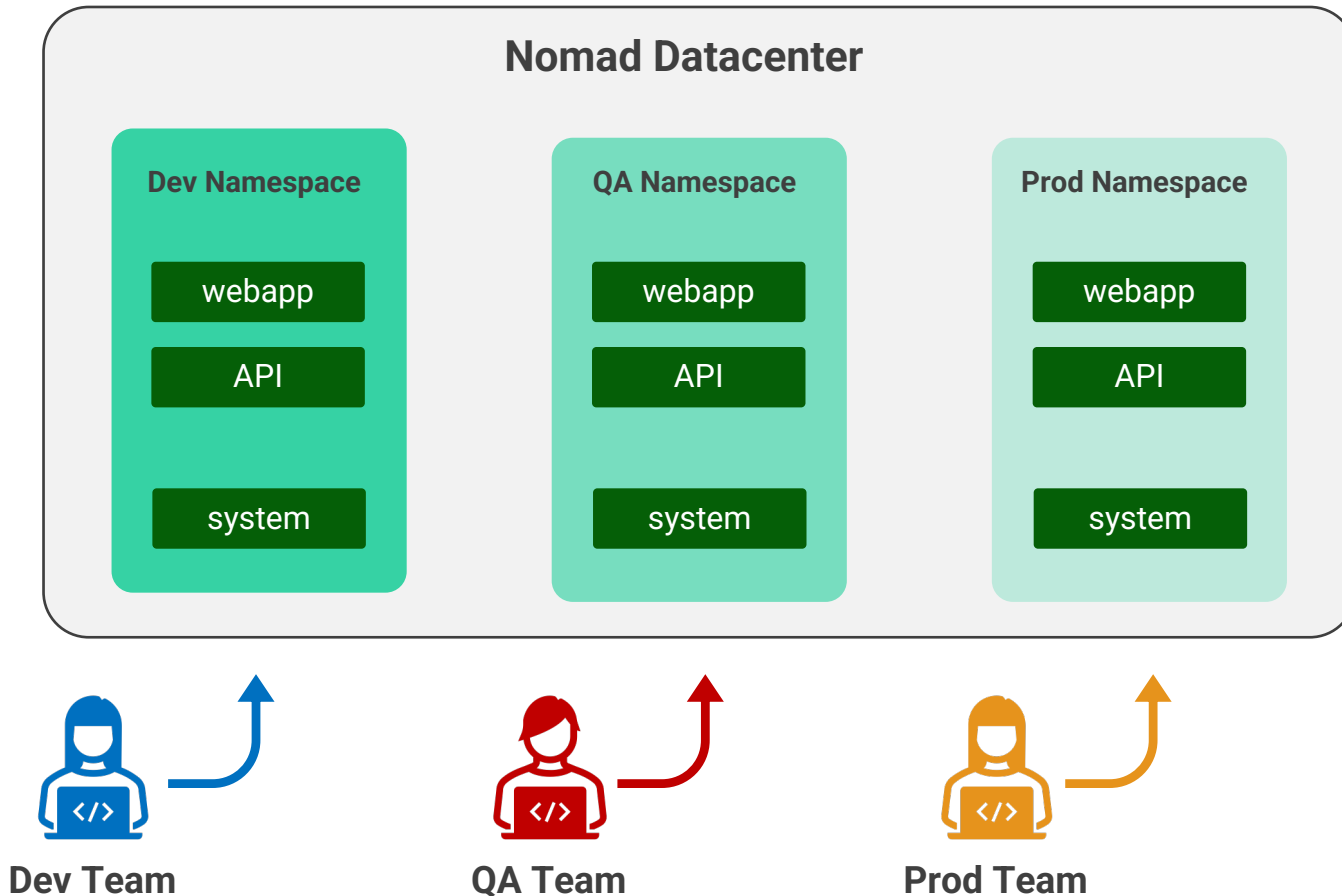 Nomad Datacenter
Dev Namespace
QA Namespace
Prod Namespace
webapp
webapp
webapp
API
API
API
system
system
system
</>
</>
</>
Dev Team
QA Team
Prod Team